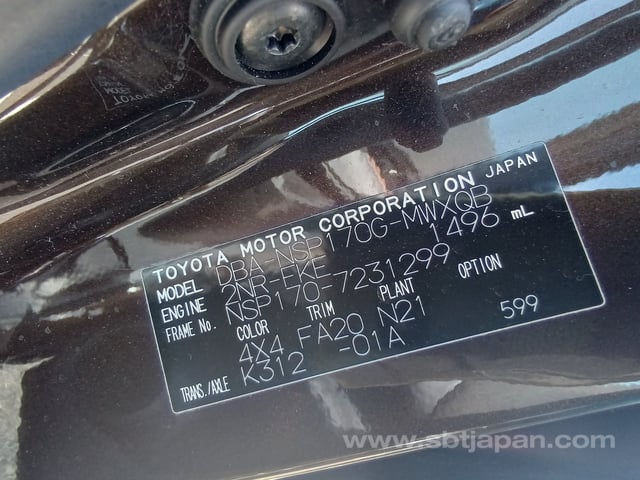 TOYOTA MOTOR CORPORATION JAPAN
MODEL DBA-NSP170G-MWXQB
ENGINE 2NR-FKE 1496 mL
FRAME No. NSP170-7231299
COLOR TRIM PLANT OPTION
4X4 FA20 N21 599
TRANS./AXLE K312 -01A
www.sbtjapan.com